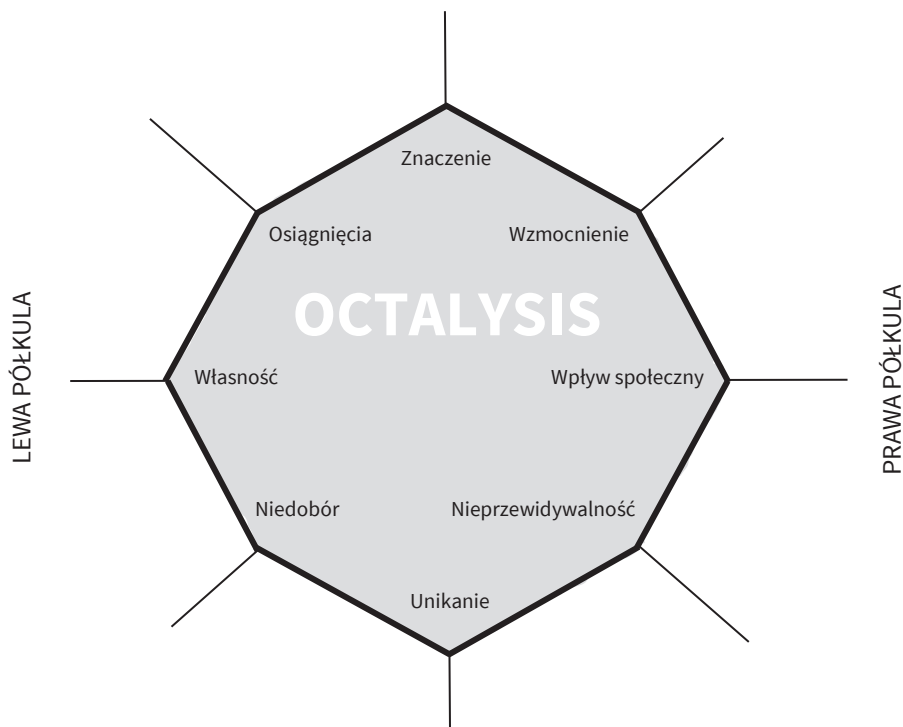 Znaczenie
Osiągnięcia
Wzmocnienie
OCTALYSIS
LEWA PÓŁKULA
Własność
Wpływ społeczny
PRAWA PÓŁKULA
Niedobór
Nieprzewidywalność
Unikanie